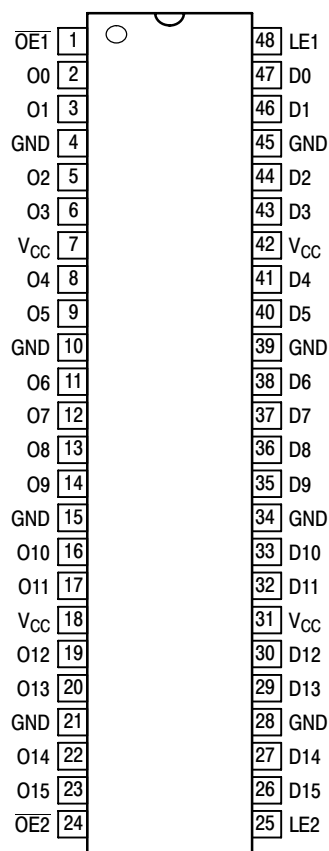 O̅E̅1̅ 1 48 LE1
O0 2 47 D0
O1 3 46 D1
GND 4 45 GND
O2 5 44 D2
O3 6 43 D3
VCC 7 42 VCC
O4 8 41 D4
O5 9 40 D5
GND 10 39 GND
O6 11 38 D6
O7 12 37 D7
O8 13 36 D8
O9 14 35 D9
GND 15 34 GND
O10 16 33 D10
O11 17 32 D11
VCC 18 31 VCC
O12 19 30 D12
O13 20 29 D13
GND 21 28 GND
O14 22 27 D14
O15 23 26 D15
O̅E̅2̅ 24 25 LE2